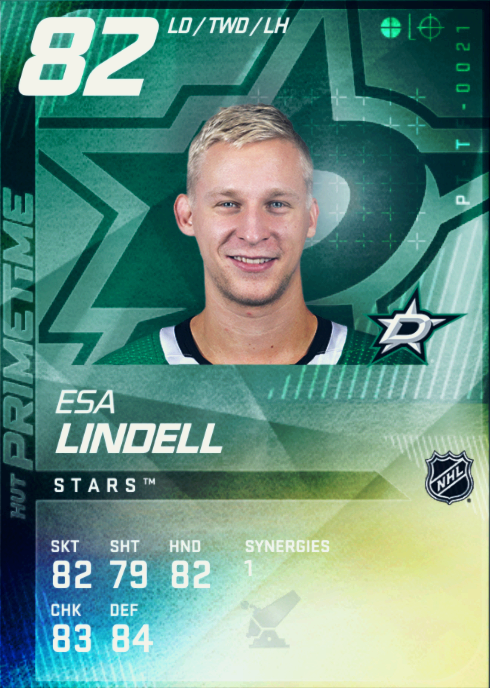 82
LD / TWD / LH
PT-T-0021
HUT PRIMETIME
D
ESA
LINDELL
STARS™
NHL
SKT SHT HND SYNERGIES
82 79 82 1
CHK DEF
83 84